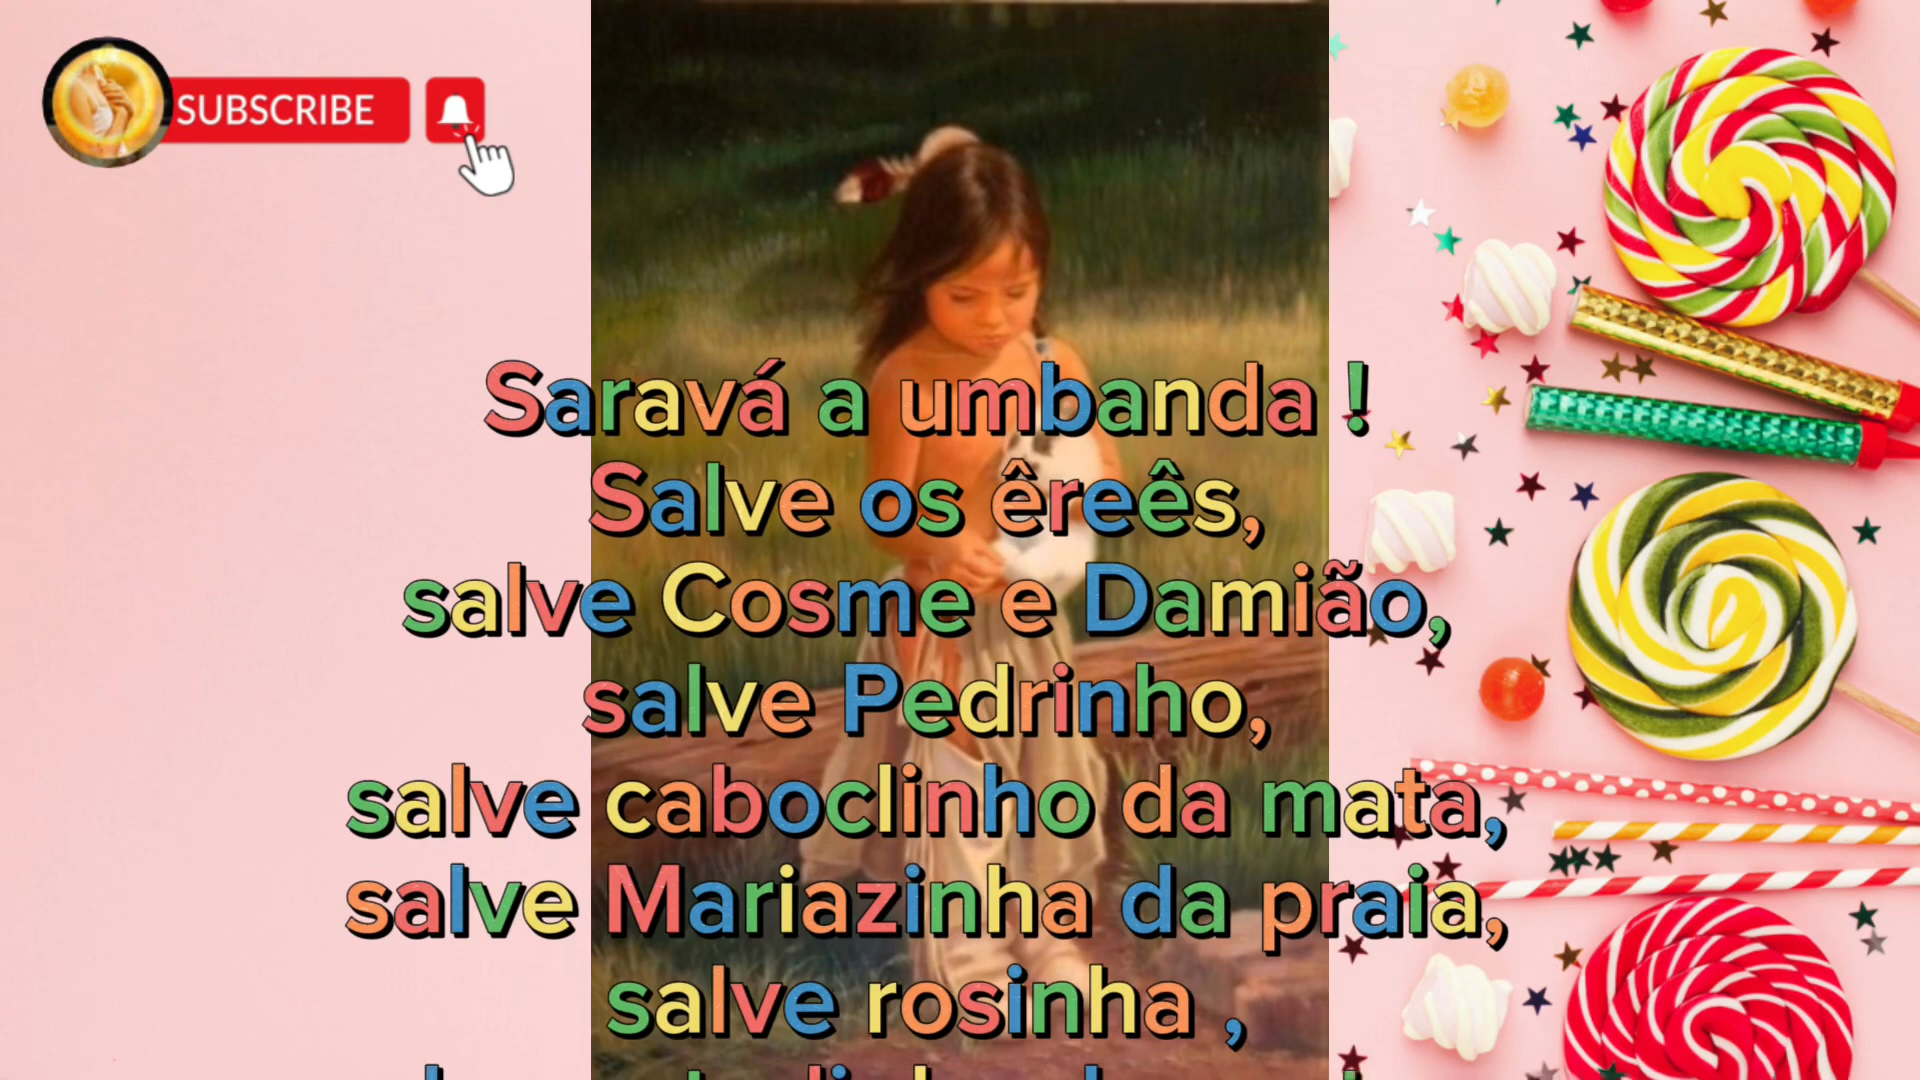 SUBSCRIBE
Saravá a umbanda !
Salve os êreês,
salve Cosme e Damião,
salve Pedrinho,
salve caboclinho da mata,
salve Mariazinha da praia,
salve rosinha ,